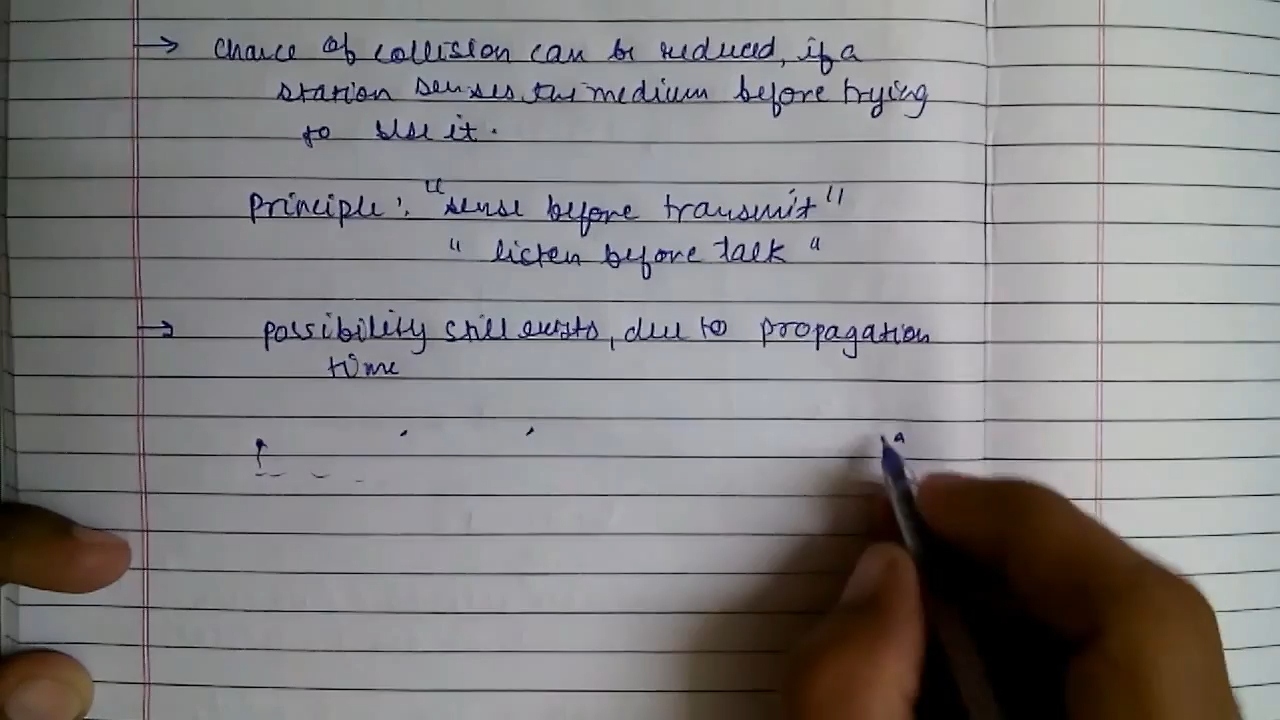 → Chance of collision can be reduced, if a
station senses the medium before trying
to use it.
Principle : "sense before transmit"
"listen before talk"
→ possibility still exists, due to propagation
time
A